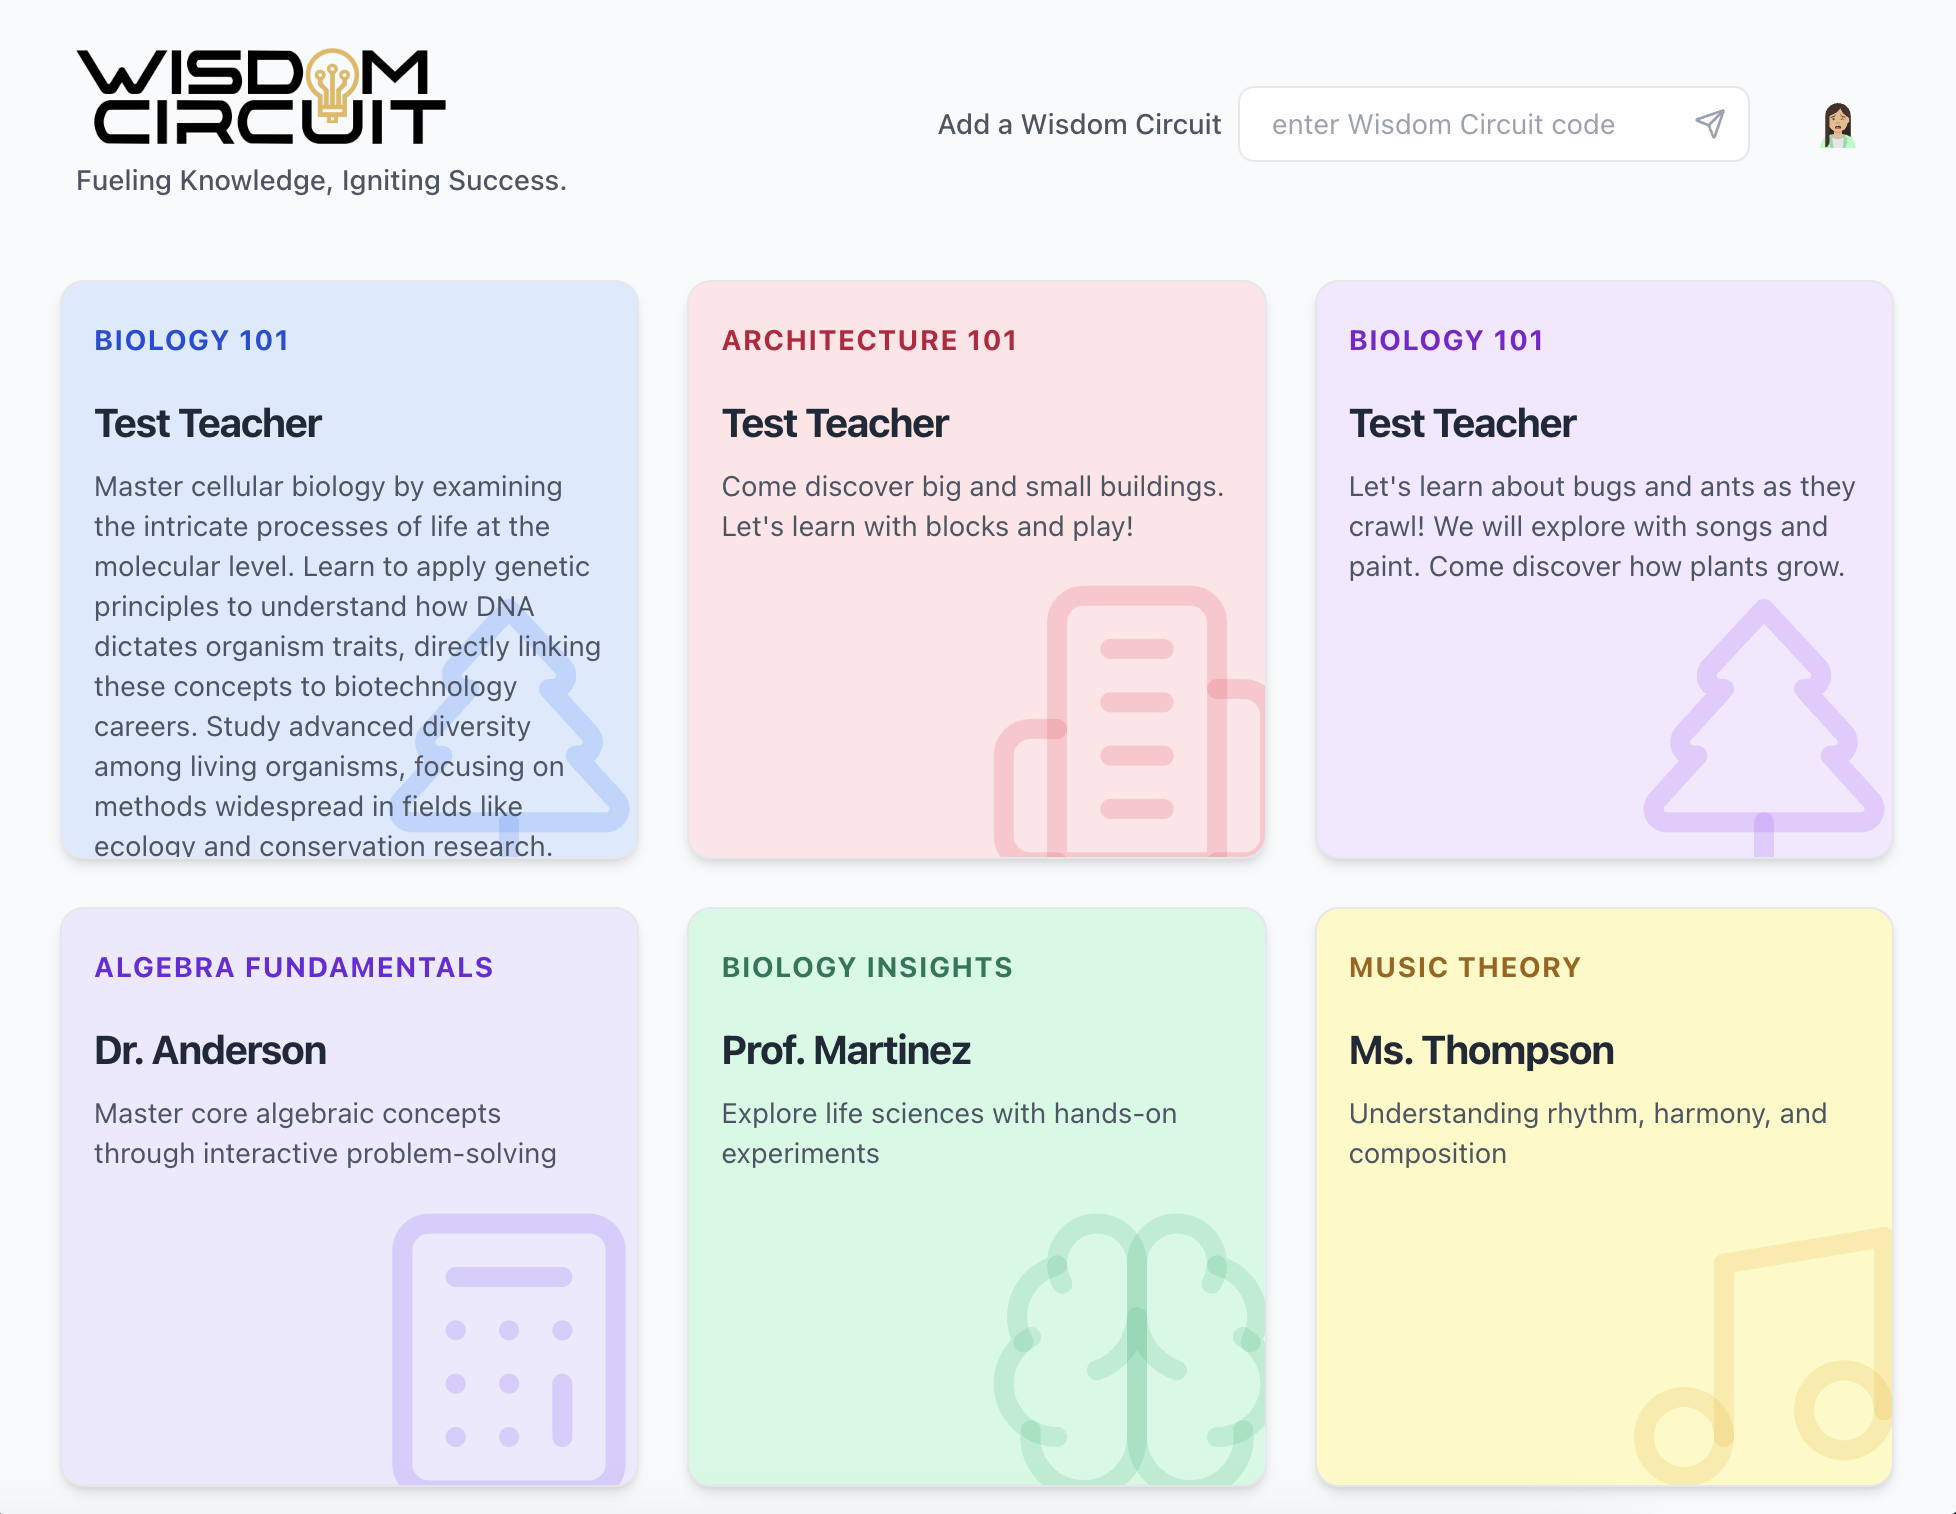 WISDOM
CIRCUIT
Fueling Knowledge, Igniting Success.
Add a Wisdom Circuit
enter Wisdom Circuit code
BIOLOGY 101
Test Teacher
Master cellular biology by examining
the intricate processes of life at the
molecular level. Learn to apply genetic
principles to understand how DNA
dictates organism traits, directly linking
these concepts to biotechnology
careers. Study advanced diversity
among living organisms, focusing on
methods widespread in fields like
ecology and conservation research.
ARCHITECTURE 101
Test Teacher
Come discover big and small buildings.
Let's learn with blocks and play!
BIOLOGY 101
Test Teacher
Let's learn about bugs and ants as they
crawl! We will explore with songs and
paint. Come discover how plants grow.
ALGEBRA FUNDAMENTALS
Dr. Anderson
Master core algebraic concepts
through interactive problem-solving
BIOLOGY INSIGHTS
Prof. Martinez
Explore life sciences with hands-on
experiments
MUSIC THEORY
Ms. Thompson
Understanding rhythm, harmony, and
composition